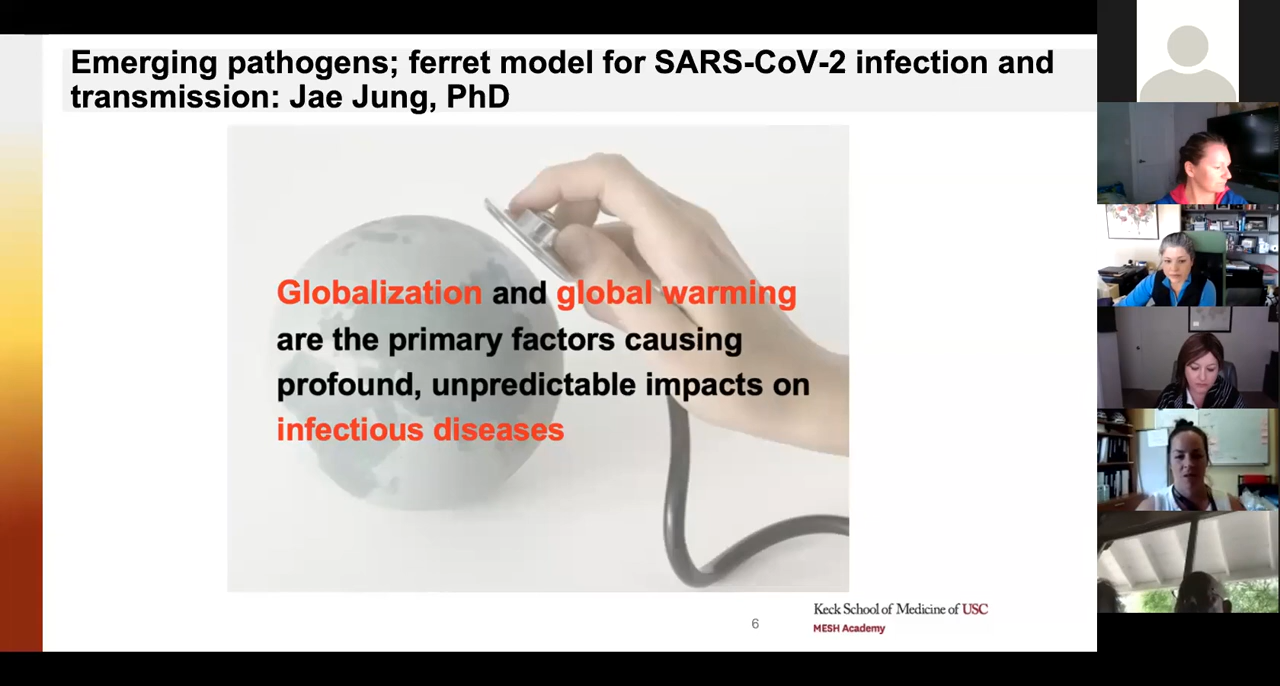 Emerging pathogens; ferret model for SARS-CoV-2 infection and
transmission: Jae Jung, PhD
Globalization and global warming
are the primary factors causing
profound, unpredictable impacts on
infectious diseases
6
Keck School of Medicine of USC
MESH Academy